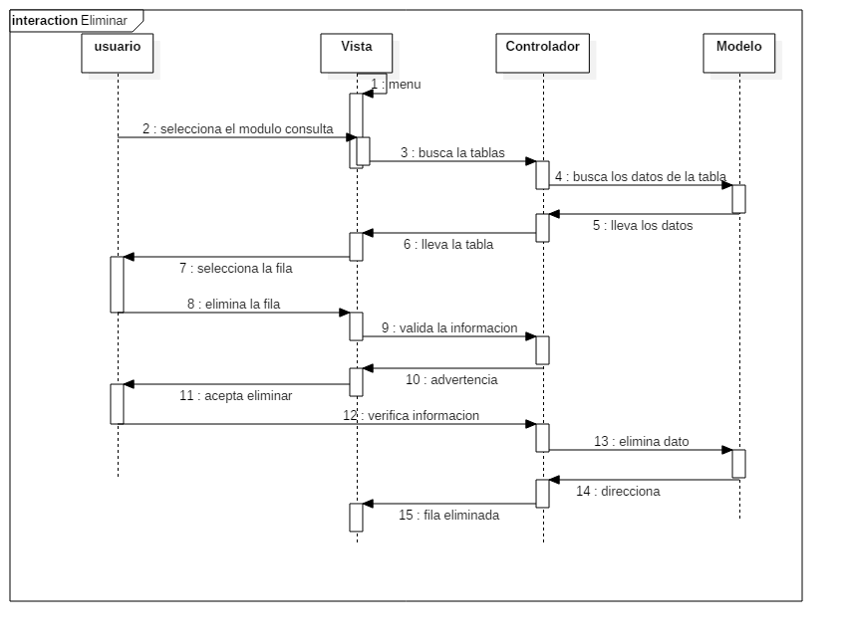 interaction Eliminar
usuario
Vista
Controlador
Modelo
1 : menu
2 : selecciona el modulo consulta
3 : busca la tablas
4 : busca los datos de la tabla
5 : lleva los datos
6 : lleva la tabla
7 : selecciona la fila
8 : elimina la fila
9 : valida la informacion
10 : advertencia
11 : acepta eliminar
12 : verifica informacion
13 : elimina dato
14 : direcciona
15 : fila eliminada